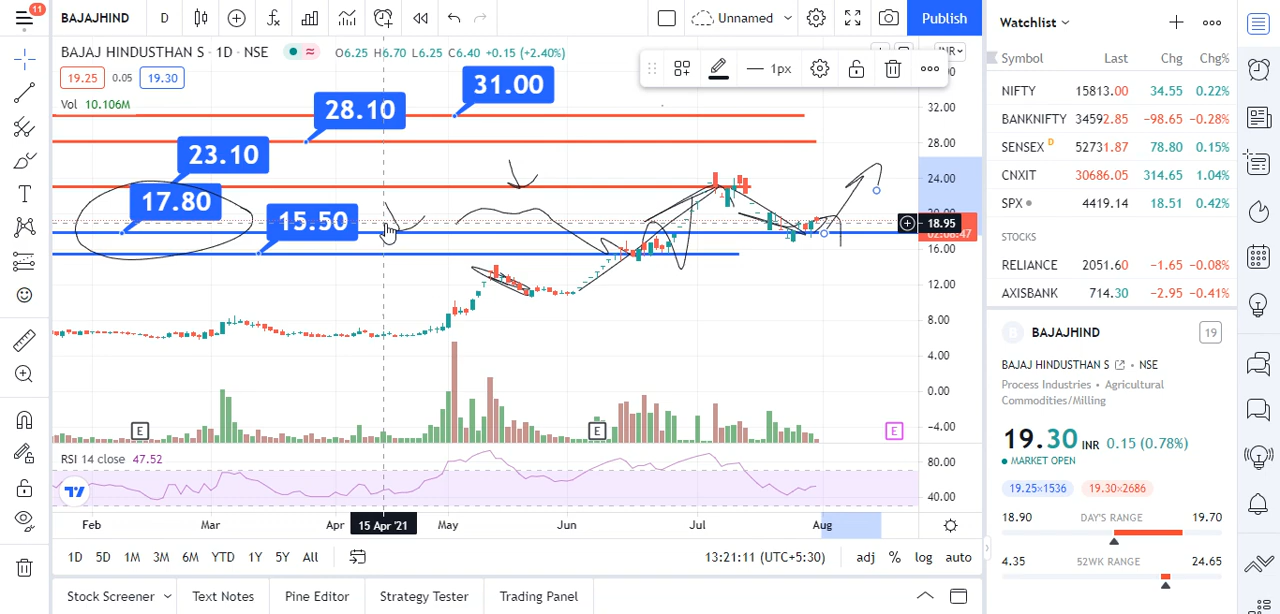 11
BAJAJHIND D Unnamed Publish
BAJAJ HINDUSTHAN S · 1D · NSE O6.25 H6.70 L6.25 C6.40 +0.15 (+2.40%)
19.25 0.05 19.30
Vol 10.106M
1px
31.00
28.10
23.10
17.80
15.50
32.00
28.00
24.00
18.95
16.00
12.00
8.00
4.00
0.00
−4.00
E E E
RSI 14 close 47.52
80.00
40.00
Feb Mar Apr 15 Apr '21 May Jun Jul Aug
1D 5D 1M 3M 6M YTD 1Y 5Y All 13:21:11 (UTC+5:30) adj % log auto
Stock Screener Text Notes Pine Editor Strategy Tester Trading Panel
Watchlist
Symbol Last Chg Chg%
NIFTY 15813.00 34.55 0.22%
BANKNIFTY 34592.85 −98.65 −0.28%
SENSEX D 52731.87 78.80 0.15%
CNXIT 30686.05 314.65 1.04%
SPX 4419.14 18.51 0.42%
STOCKS
RELIANCE 2051.60 −1.65 −0.08%
AXISBANK 714.30 −2.95 −0.41%
B BAJAJHIND 19
BAJAJ HINDUSTHAN S • NSE
Process Industries • Agricultural
Commodities/Milling
19.30 INR 0.15 (0.78%)
MARKET OPEN
19.25×1536 19.30×2686
18.90 DAY'S RANGE 19.70
4.35 52WK RANGE 24.65